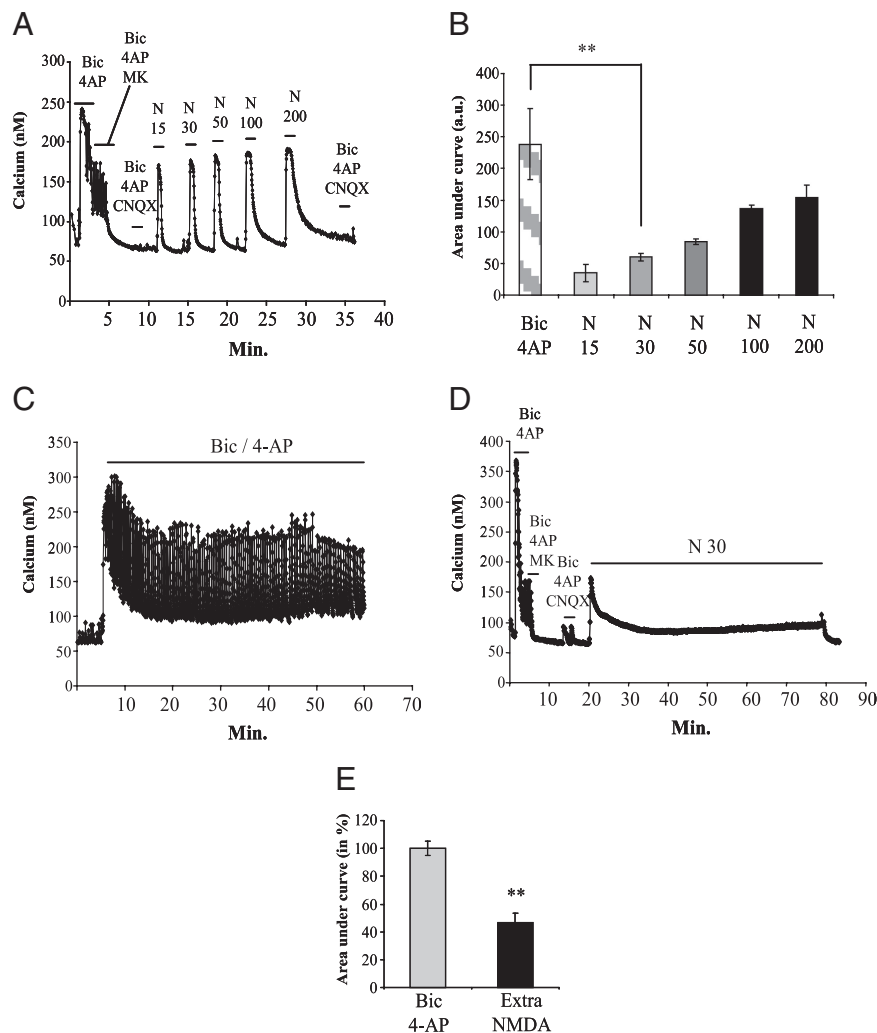 A
Calcium (nM)
300
250
200
150
100
50
0
5
10
15
20
25
30
35
40
Min.
Bic
4AP
Bic
4AP
MK
Bic
4AP
CNQX
N
15
N
30
N
50
N
100
N
200
Bic
4AP
CNQX
B
Area under curve (a.u.)
400
350
300
250
200
150
100
50
0
**
Bic
4AP
N
15
N
30
N
50
N
100
N
200
C
Calcium (nM)
350
300
250
200
150
100
50
0
10
20
30
40
50
60
70
Min.
Bic / 4-AP
D
Calcium (nM)
400
350
300
250
200
150
100
50
0
10
20
30
40
50
60
70
80
90
Min.
Bic
4AP
Bic
4AP
MK
Bic
4AP
CNQX
N 30
E
Area under curve (in %)
120
100
80
60
40
20
0
**
Bic
4-AP
Extra
NMDA